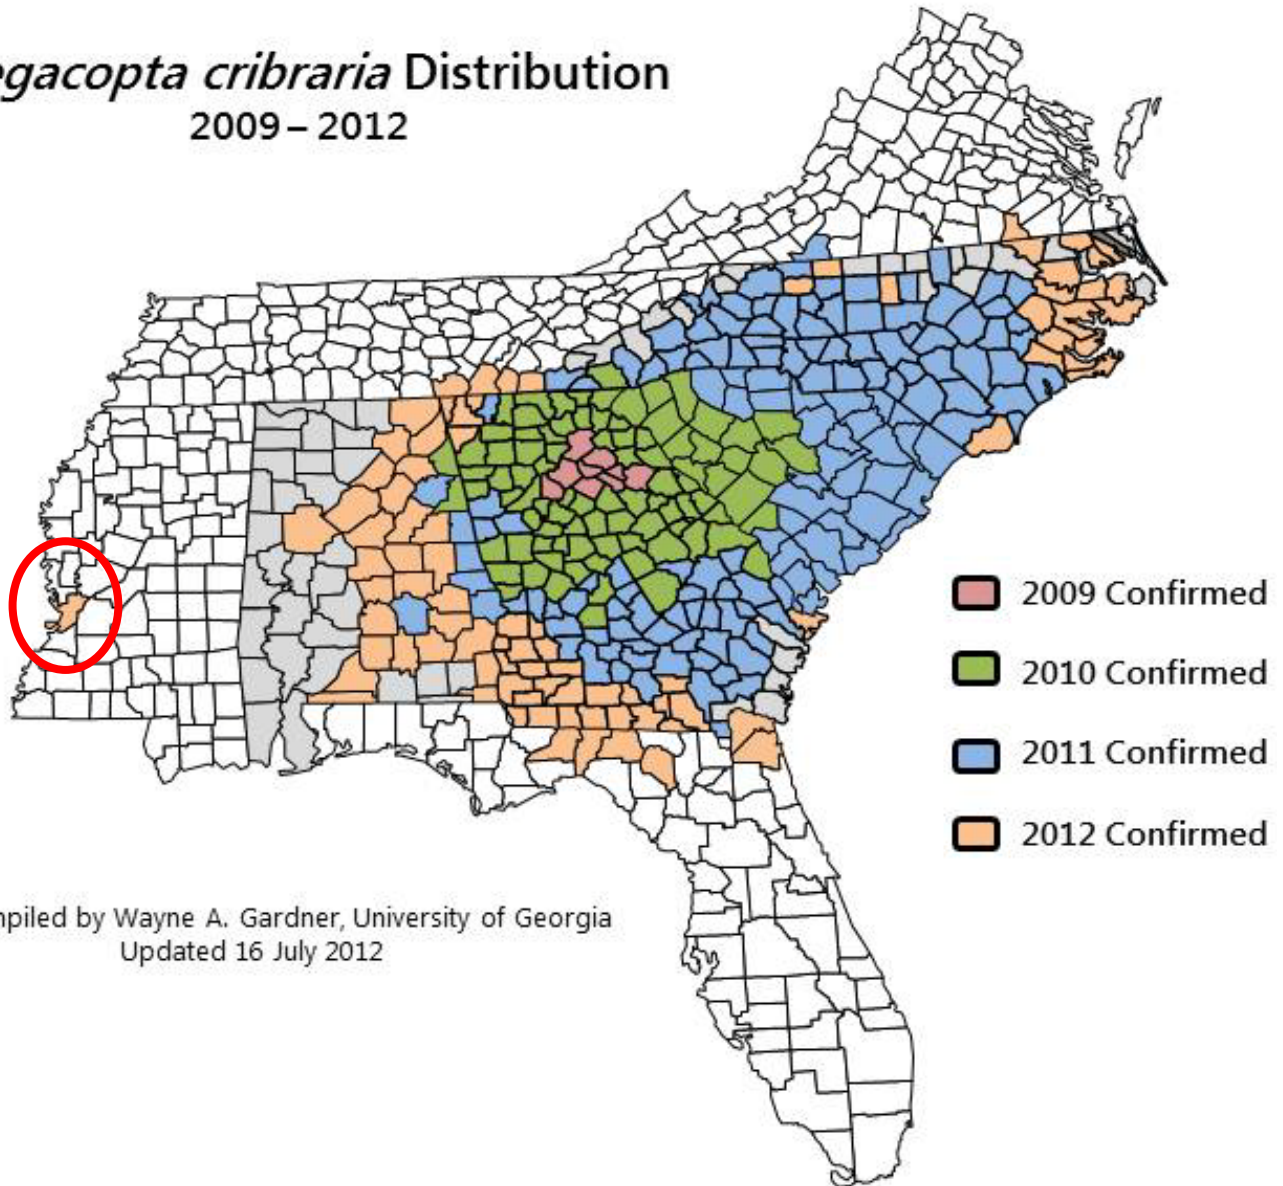 egacopta cribraria Distribution
2009 – 2012
2009 Confirmed
2010 Confirmed
2011 Confirmed
2012 Confirmed
mpiled by Wayne A. Gardner, University of Georgia
Updated 16 July 2012